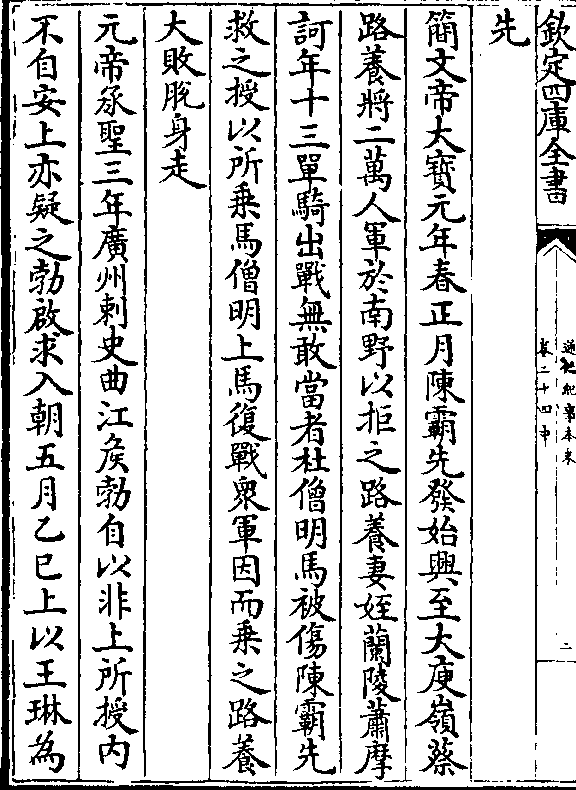 欽定四庫全書
通鑑紀事本末
卷二十四中
二
先
簡文帝大寶元年春正月陳霸先發始興至大庾嶺蔡
路養將二萬人軍於南野以拒之路養妻姪蘭陵蕭摩
訶年十三單騎出戰無敢當者杜僧明馬被傷陳霸先
救之授以所乗馬僧明上馬復戰衆軍因而乗之路養
大敗脫身走
元帝承聖三年廣州刺史曲江侯勃自以非上所授内
不自安上亦疑之勃啟求入朝五月乙巳上以王琳為